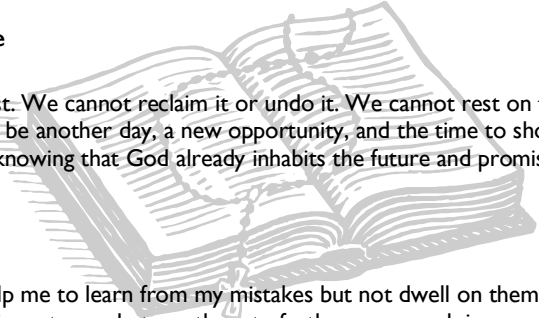 e
st. We cannot reclaim it or undo it. We cannot rest on
be another day, a new opportunity, and the time to sho
knowing that God already inhabits the future and promis
lp me to learn from my mistakes but not dwell on them